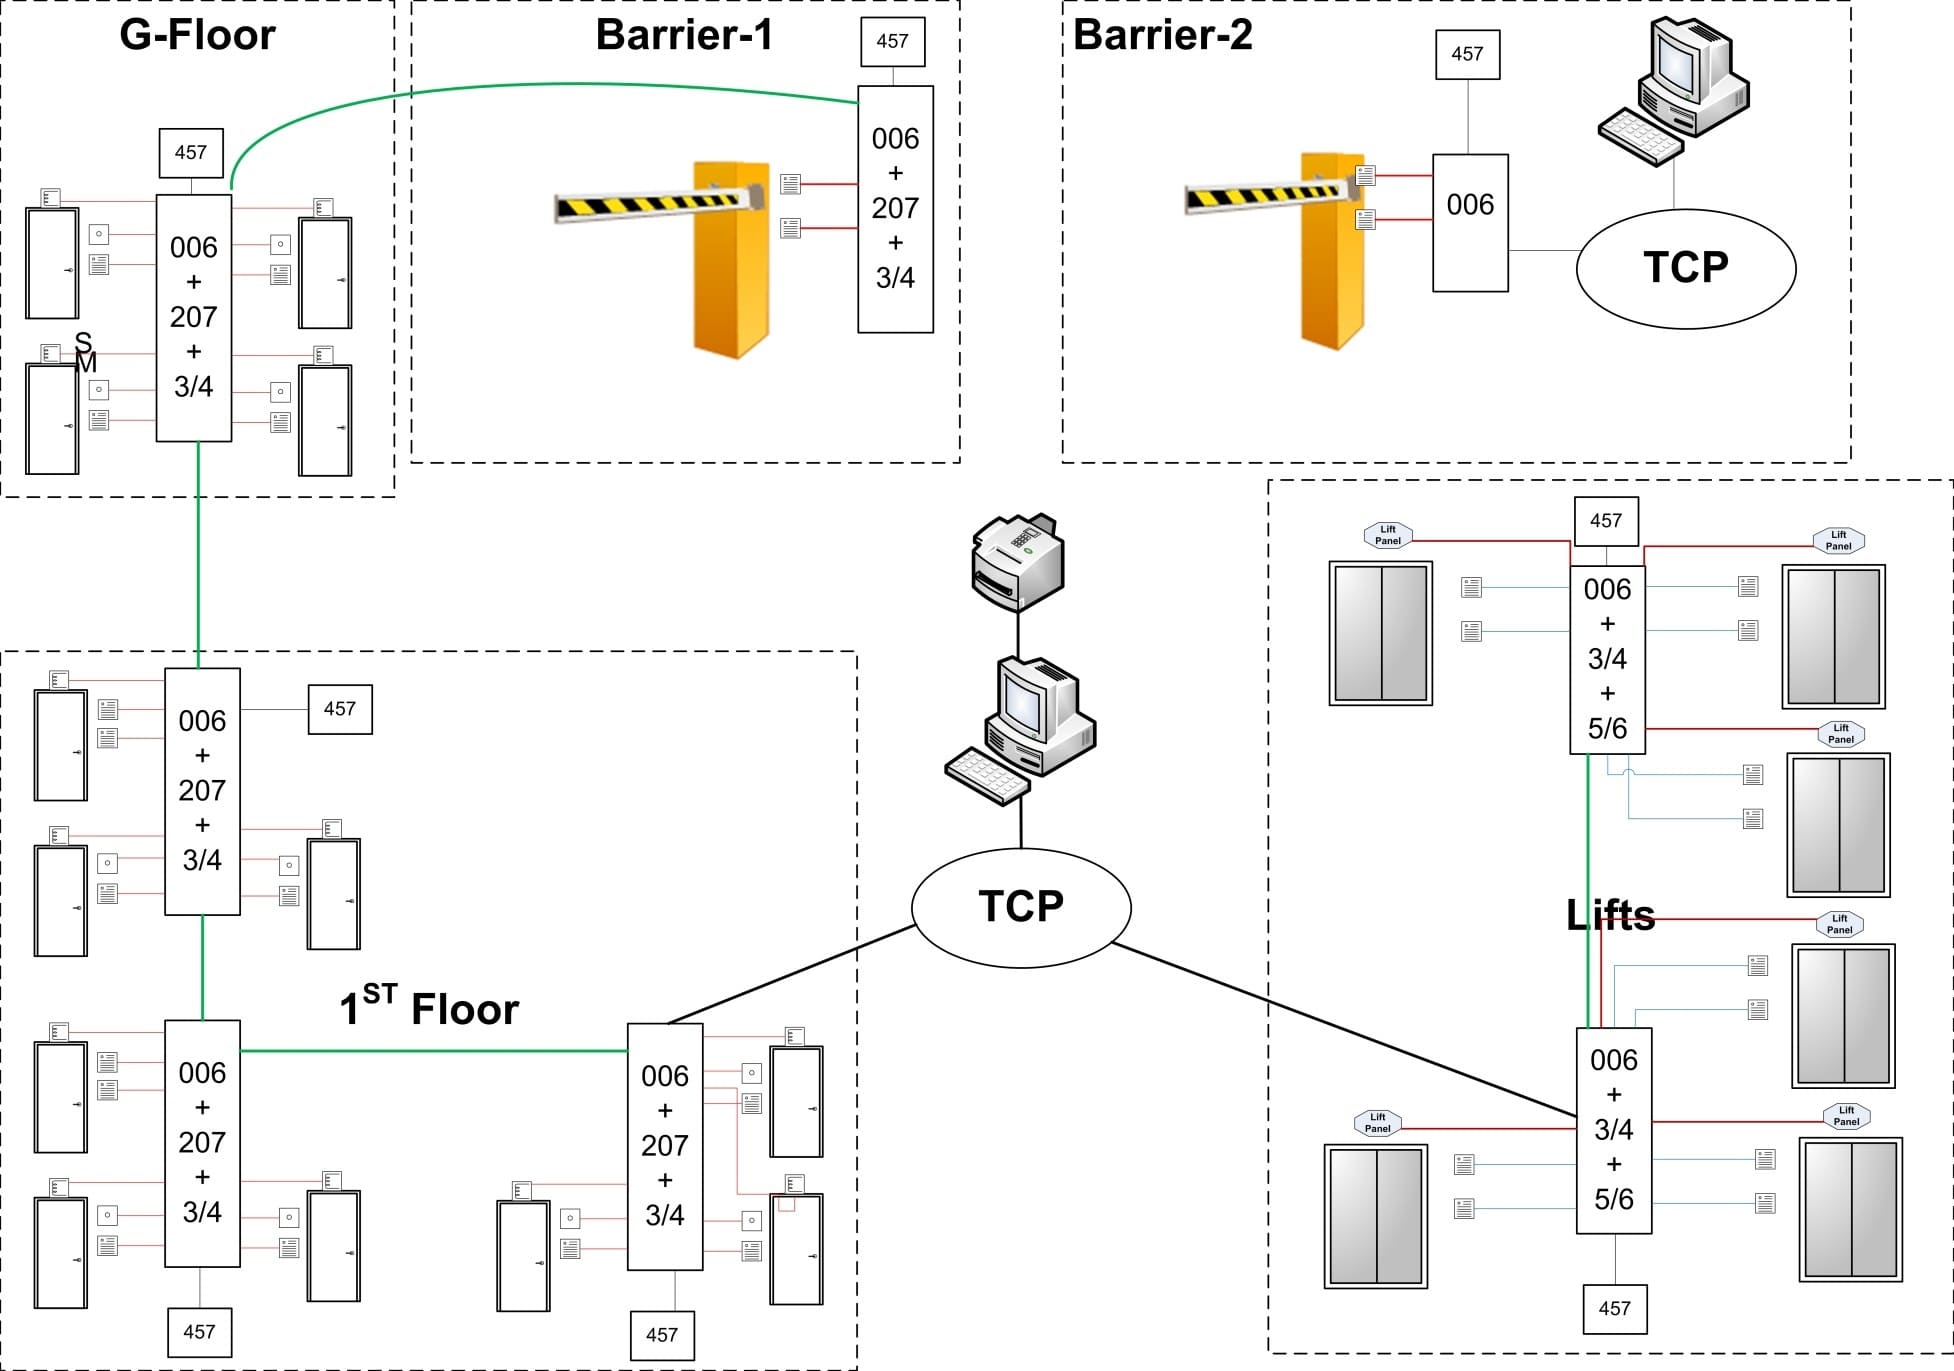 G-Floor
457
006
+
207
+
3/4
S
M
Barrier-1
457
006
+
207
+
3/4
Barrier-2
457
006
TCP
006
+
207
+
3/4
457
1ST Floor
006
+
207
+
3/4
457
006
+
207
+
3/4
457
TCP
457
Lift
Panel
Lift
Panel
006
+
3/4
+
5/6
Lift
Panel
Lifts
Lift
Panel
006
+
3/4
+
5/6
Lift
Panel
Lift
Panel
457